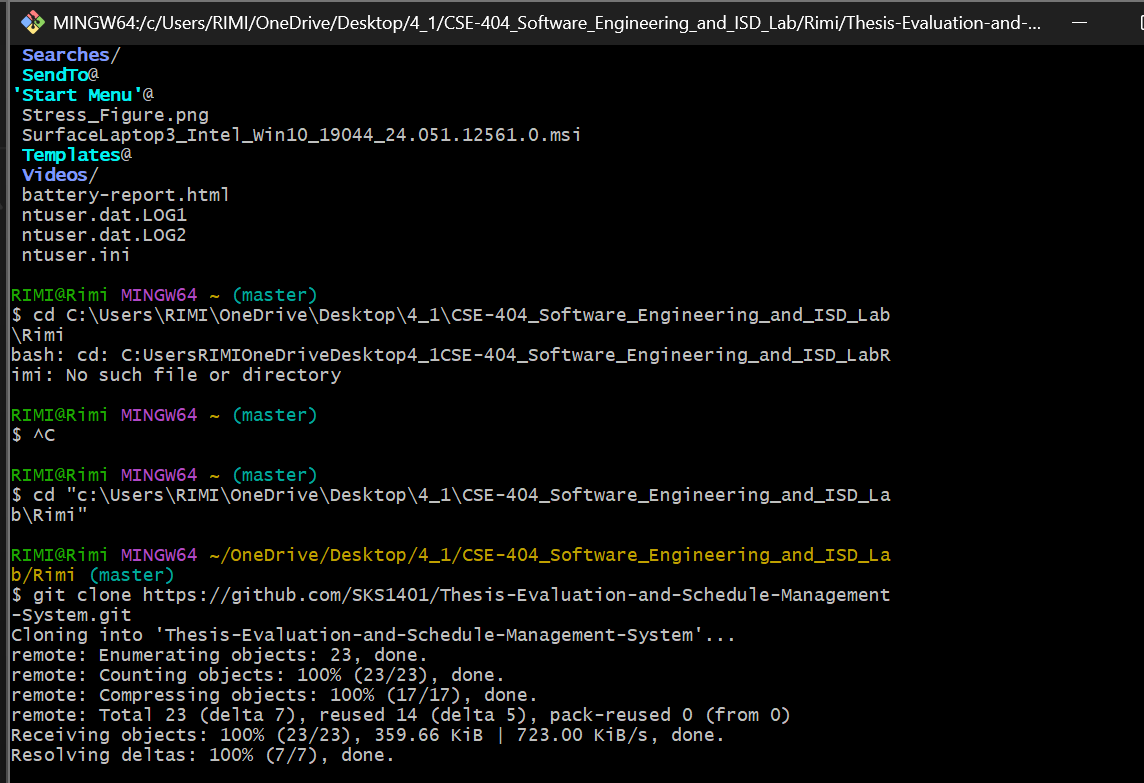 MINGW64:/c/Users/RIMI/OneDrive/Desktop/4_1/CSE-404_Software_Engineering_and_ISD_Lab/Rimi/Thesis-Evaluation-and-...
Searches/
SendTo@
'Start Menu'@
Stress_Figure.png
SurfaceLaptop3_Intel_Win10_19044_24.051.12561.0.msi
Templates@
Videos/
battery-report.html
ntuser.dat.LOG1
ntuser.dat.LOG2
ntuser.ini
RIMI@Rimi MINGW64 ~ (master)
$ cd C:\Users\RIMI\OneDrive\Desktop\4_1\CSE-404_Software_Engineering_and_ISD_Lab
\Rimi
bash: cd: C:UsersRIMIOneDriveDesktop4_1CSE-404_Software_Engineering_and_ISD_LabR
imi: No such file or directory
RIMI@Rimi MINGW64 ~ (master)
$ ^C
RIMI@Rimi MINGW64 ~ (master)
$ cd "c:\Users\RIMI\OneDrive\Desktop\4_1\CSE-404_Software_Engineering_and_ISD_La
b\Rimi"
RIMI@Rimi MINGW64 ~/OneDrive/Desktop/4_1/CSE-404_Software_Engineering_and_ISD_La
b/Rimi (master)
$ git clone https://github.com/SKS1401/Thesis-Evaluation-and-Schedule-Management
-System.git
Cloning into 'Thesis-Evaluation-and-Schedule-Management-System'...
remote: Enumerating objects: 23, done.
remote: Counting objects: 100% (23/23), done.
remote: Compressing objects: 100% (17/17), done.
remote: Total 23 (delta 7), reused 14 (delta 5), pack-reused 0 (from 0)
Receiving objects: 100% (23/23), 359.66 KiB | 723.00 KiB/s, done.
Resolving deltas: 100% (7/7), done.